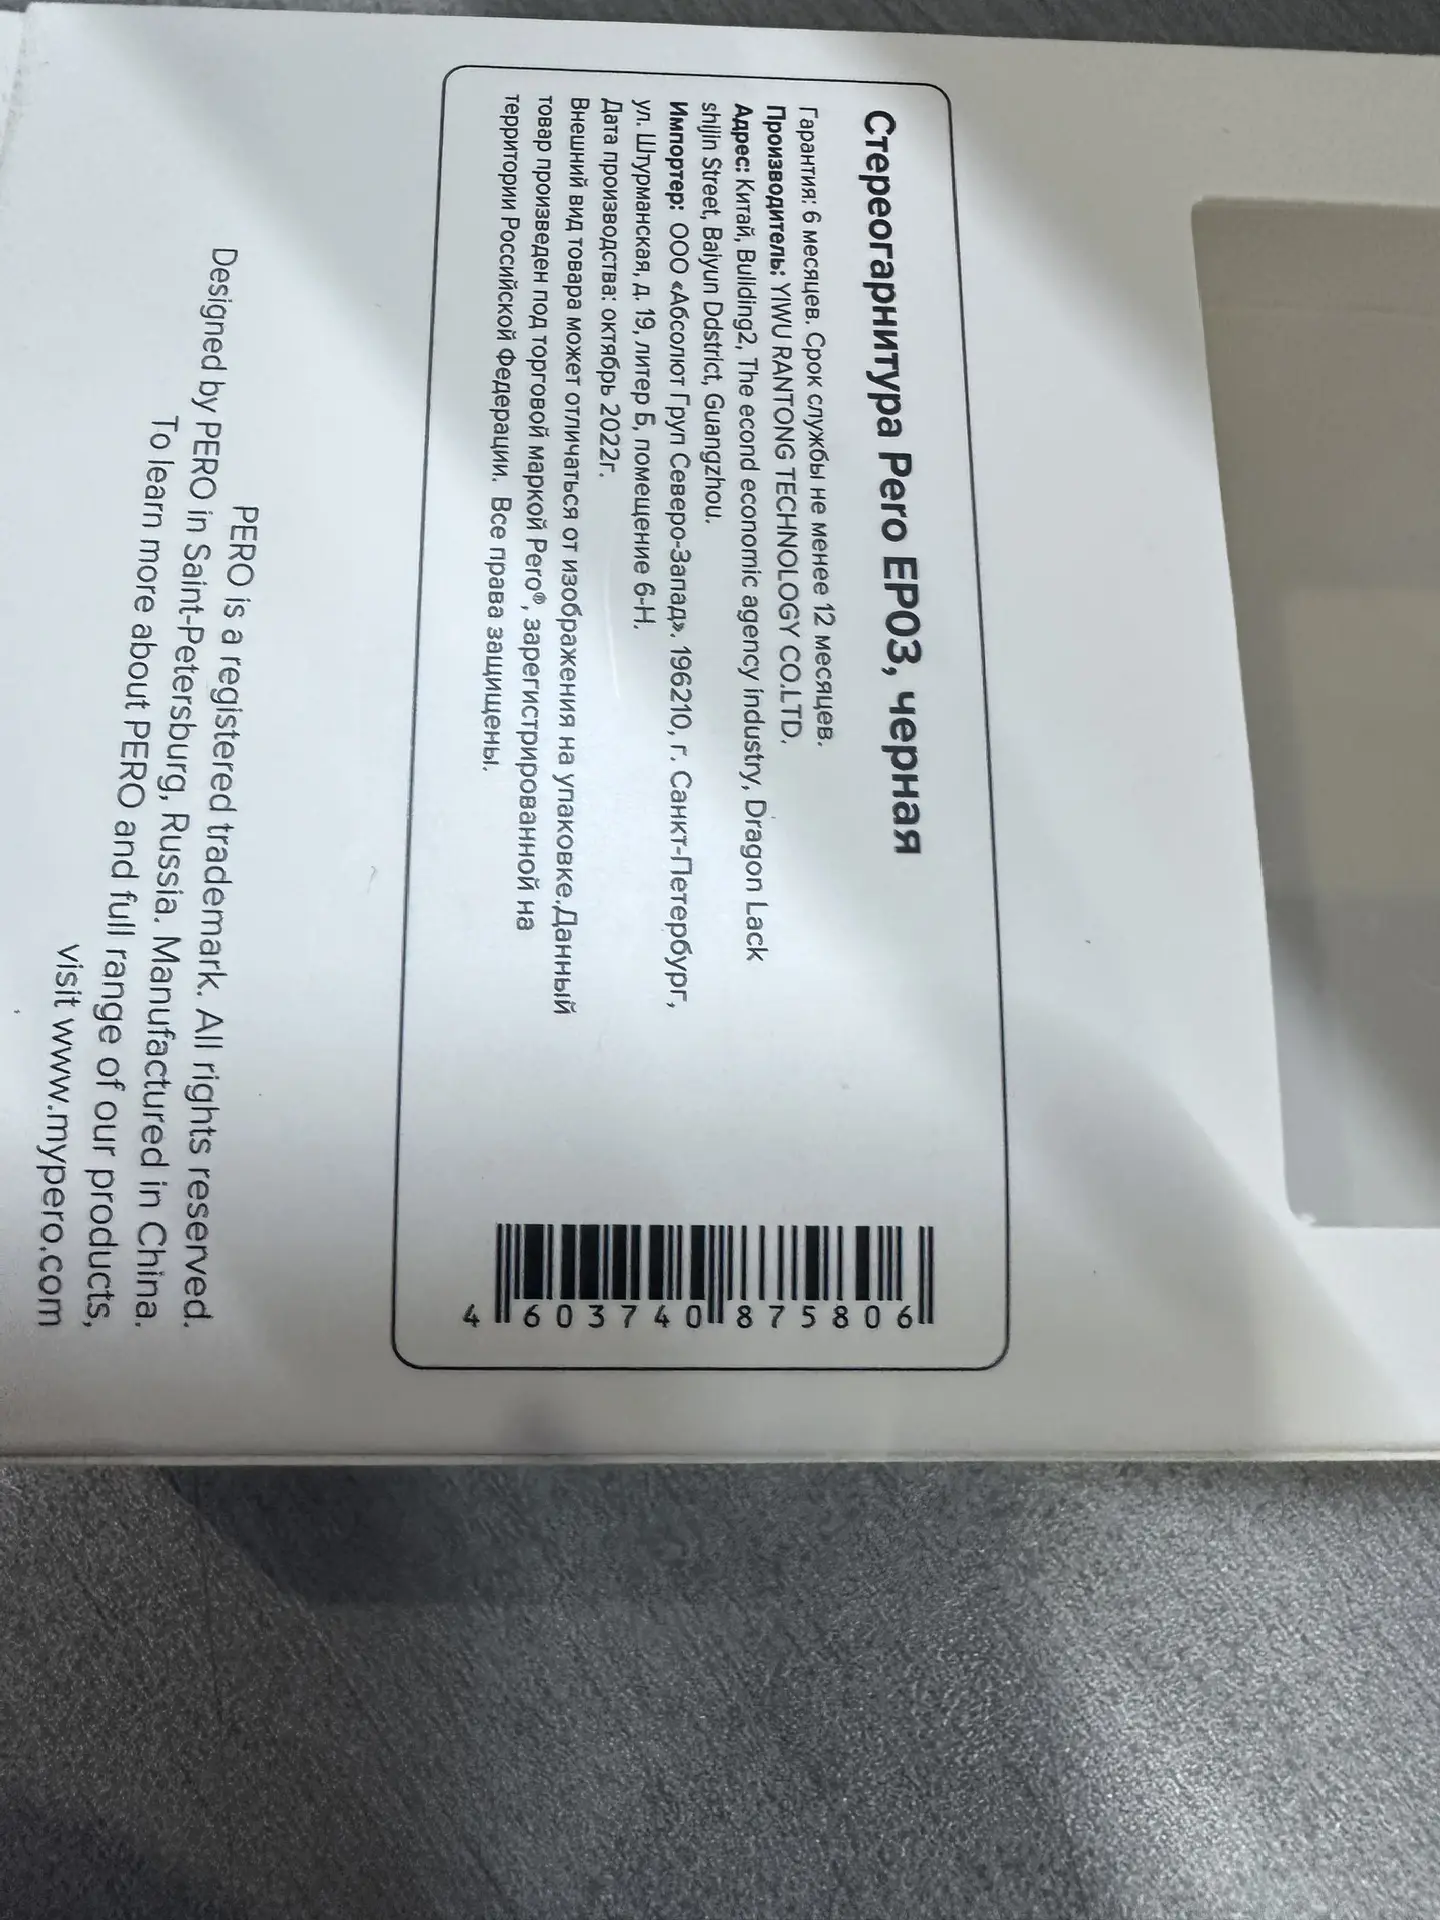 Стереогарнитура Pero EP03, черная
Гарантия: 6 месяцев. Срок службы не менее 12 месяцев.
Производитель: YIWU RANTONG TECHNOLOGY CO.LTD.
Адрес: Китай, Buliding2, The econd economic agency industry, Dragon Lack
shijin Street, Baiyun Ddstrict, Guangzhou.
Импортер: ООО «Абсолют Груп Северо-Запад». 196210, г. Санкт-Петербург,
ул. Штурманская, д. 19, литер Б, помещение 6-Н.
Дата производства: октябрь 2022г.
Внешний вид товара может отличаться от изображения на упаковке.Данный
товар произведен под торговой маркой Pero®, зарегистрированной на
территории Российской Федерации. Все права защищены.
4 603740 875806
PERO is a registered trademark. All rights reserved.
Designed by PERO in Saint-Petersburg, Russia. Manufactured in China.
To learn more about PERO and full range of our products,
visit www.mypero.com